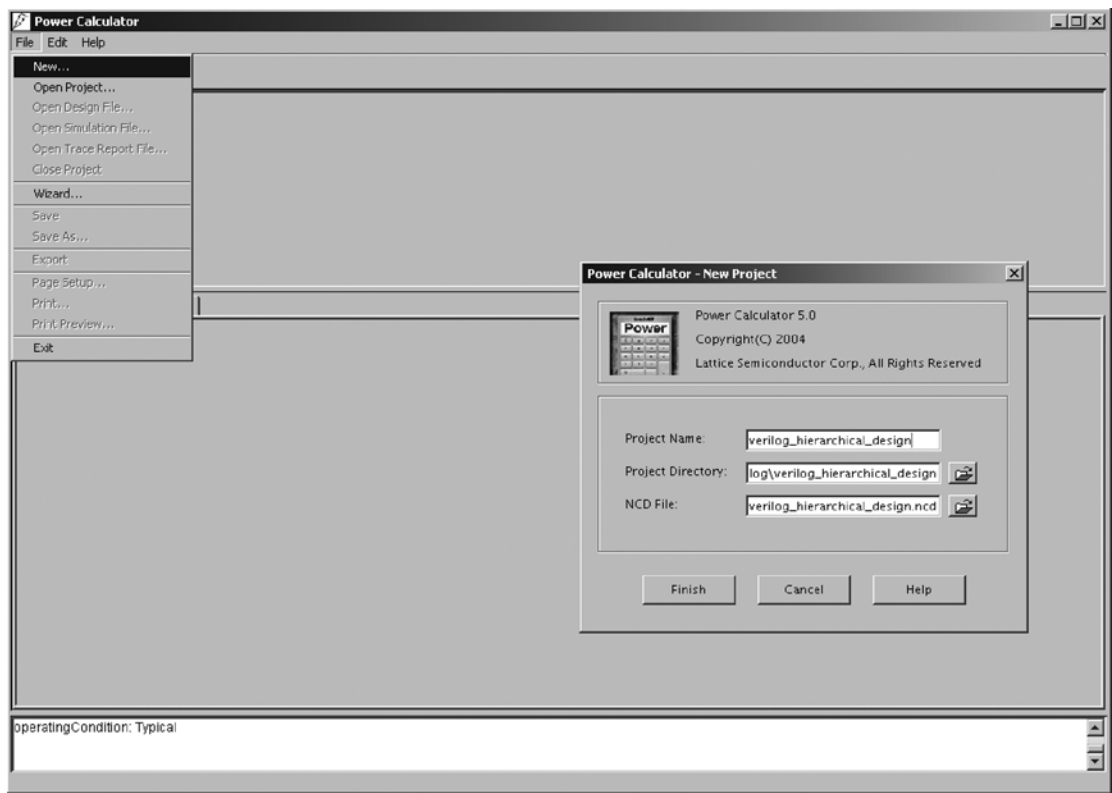 Power Calculator
File Edit Help
New...
Open Project...
Open Design File...
Open Simulation File...
Open Trace Report File...
Close Project
Wizard...
Save
Save As...
Export
Page Setup...
Print...
Print Preview...
Exit
Power Calculator - New Project
Power
Power Calculator 5.0
Copyright(C) 2004
Lattice Semiconductor Corp., All Rights Reserved
Project Name: verilog_hierarchical_design
Project Directory: log\verilog_hierarchical_design
NCD File: verilog_hierarchical_design.ncd
Finish Cancel Help
operatingCondition: Typical